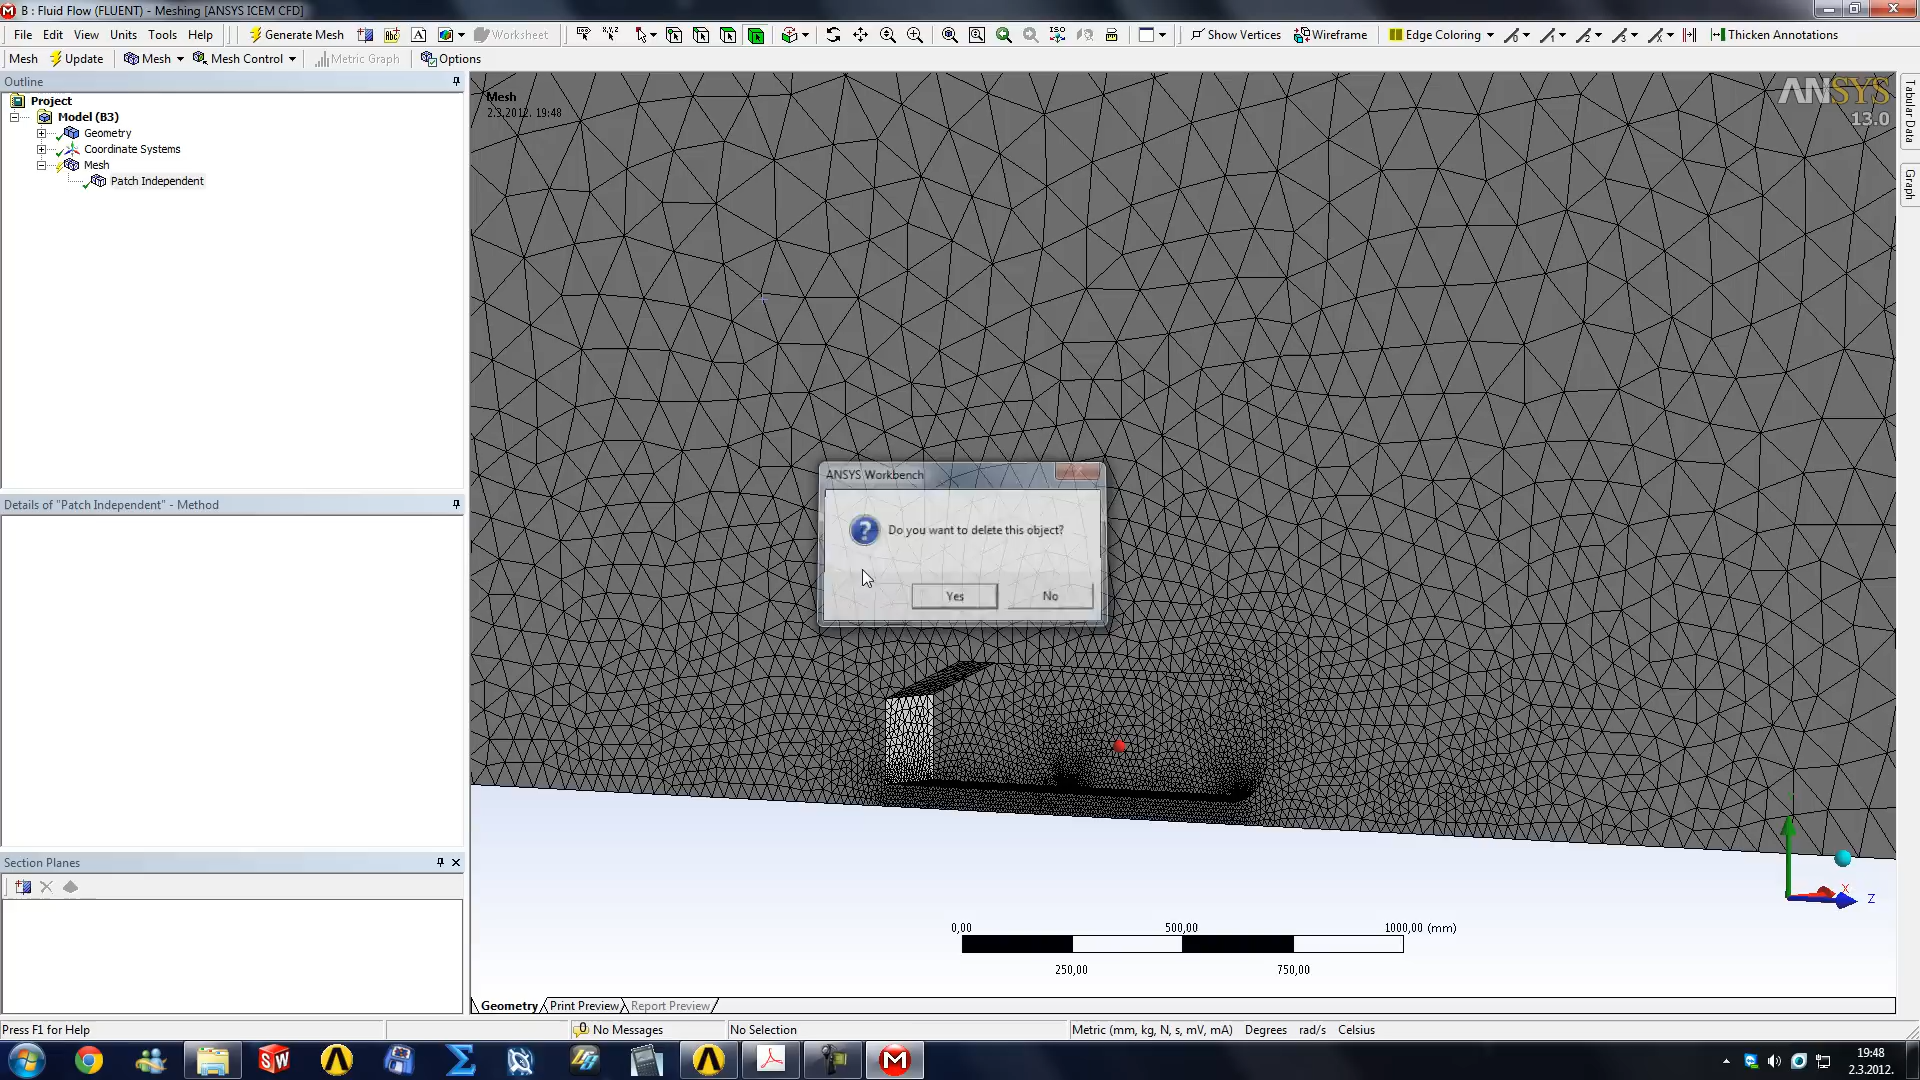 B : Fluid Flow (FLUENT) - Meshing [ANSYS ICEM CFD]
File Edit View Units Tools Help Generate Mesh Worksheet Show Vertices Wireframe Edge Coloring Thicken Annotations
Mesh Update Mesh Mesh Control Metric Graph Options
Outline
Project
Model (B3)
Geometry
Coordinate Systems
Mesh
Patch Independent
Details of "Patch Independent" - Method
Section Planes
Mesh
2.3.2012. 19:48
ANSYS
13.0
Tabular Data
Graph
ANSYS Workbench
Do you want to delete this object?
Yes No
X
Z
0,00 500,00 1000,00 (mm)
250,00 750,00
Geometry Print Preview Report Preview
Press F1 for Help 0 No Messages No Selection Metric (mm, kg, N, s, mV, mA) Degrees rad/s Celsius
19:48
2.3.2012.